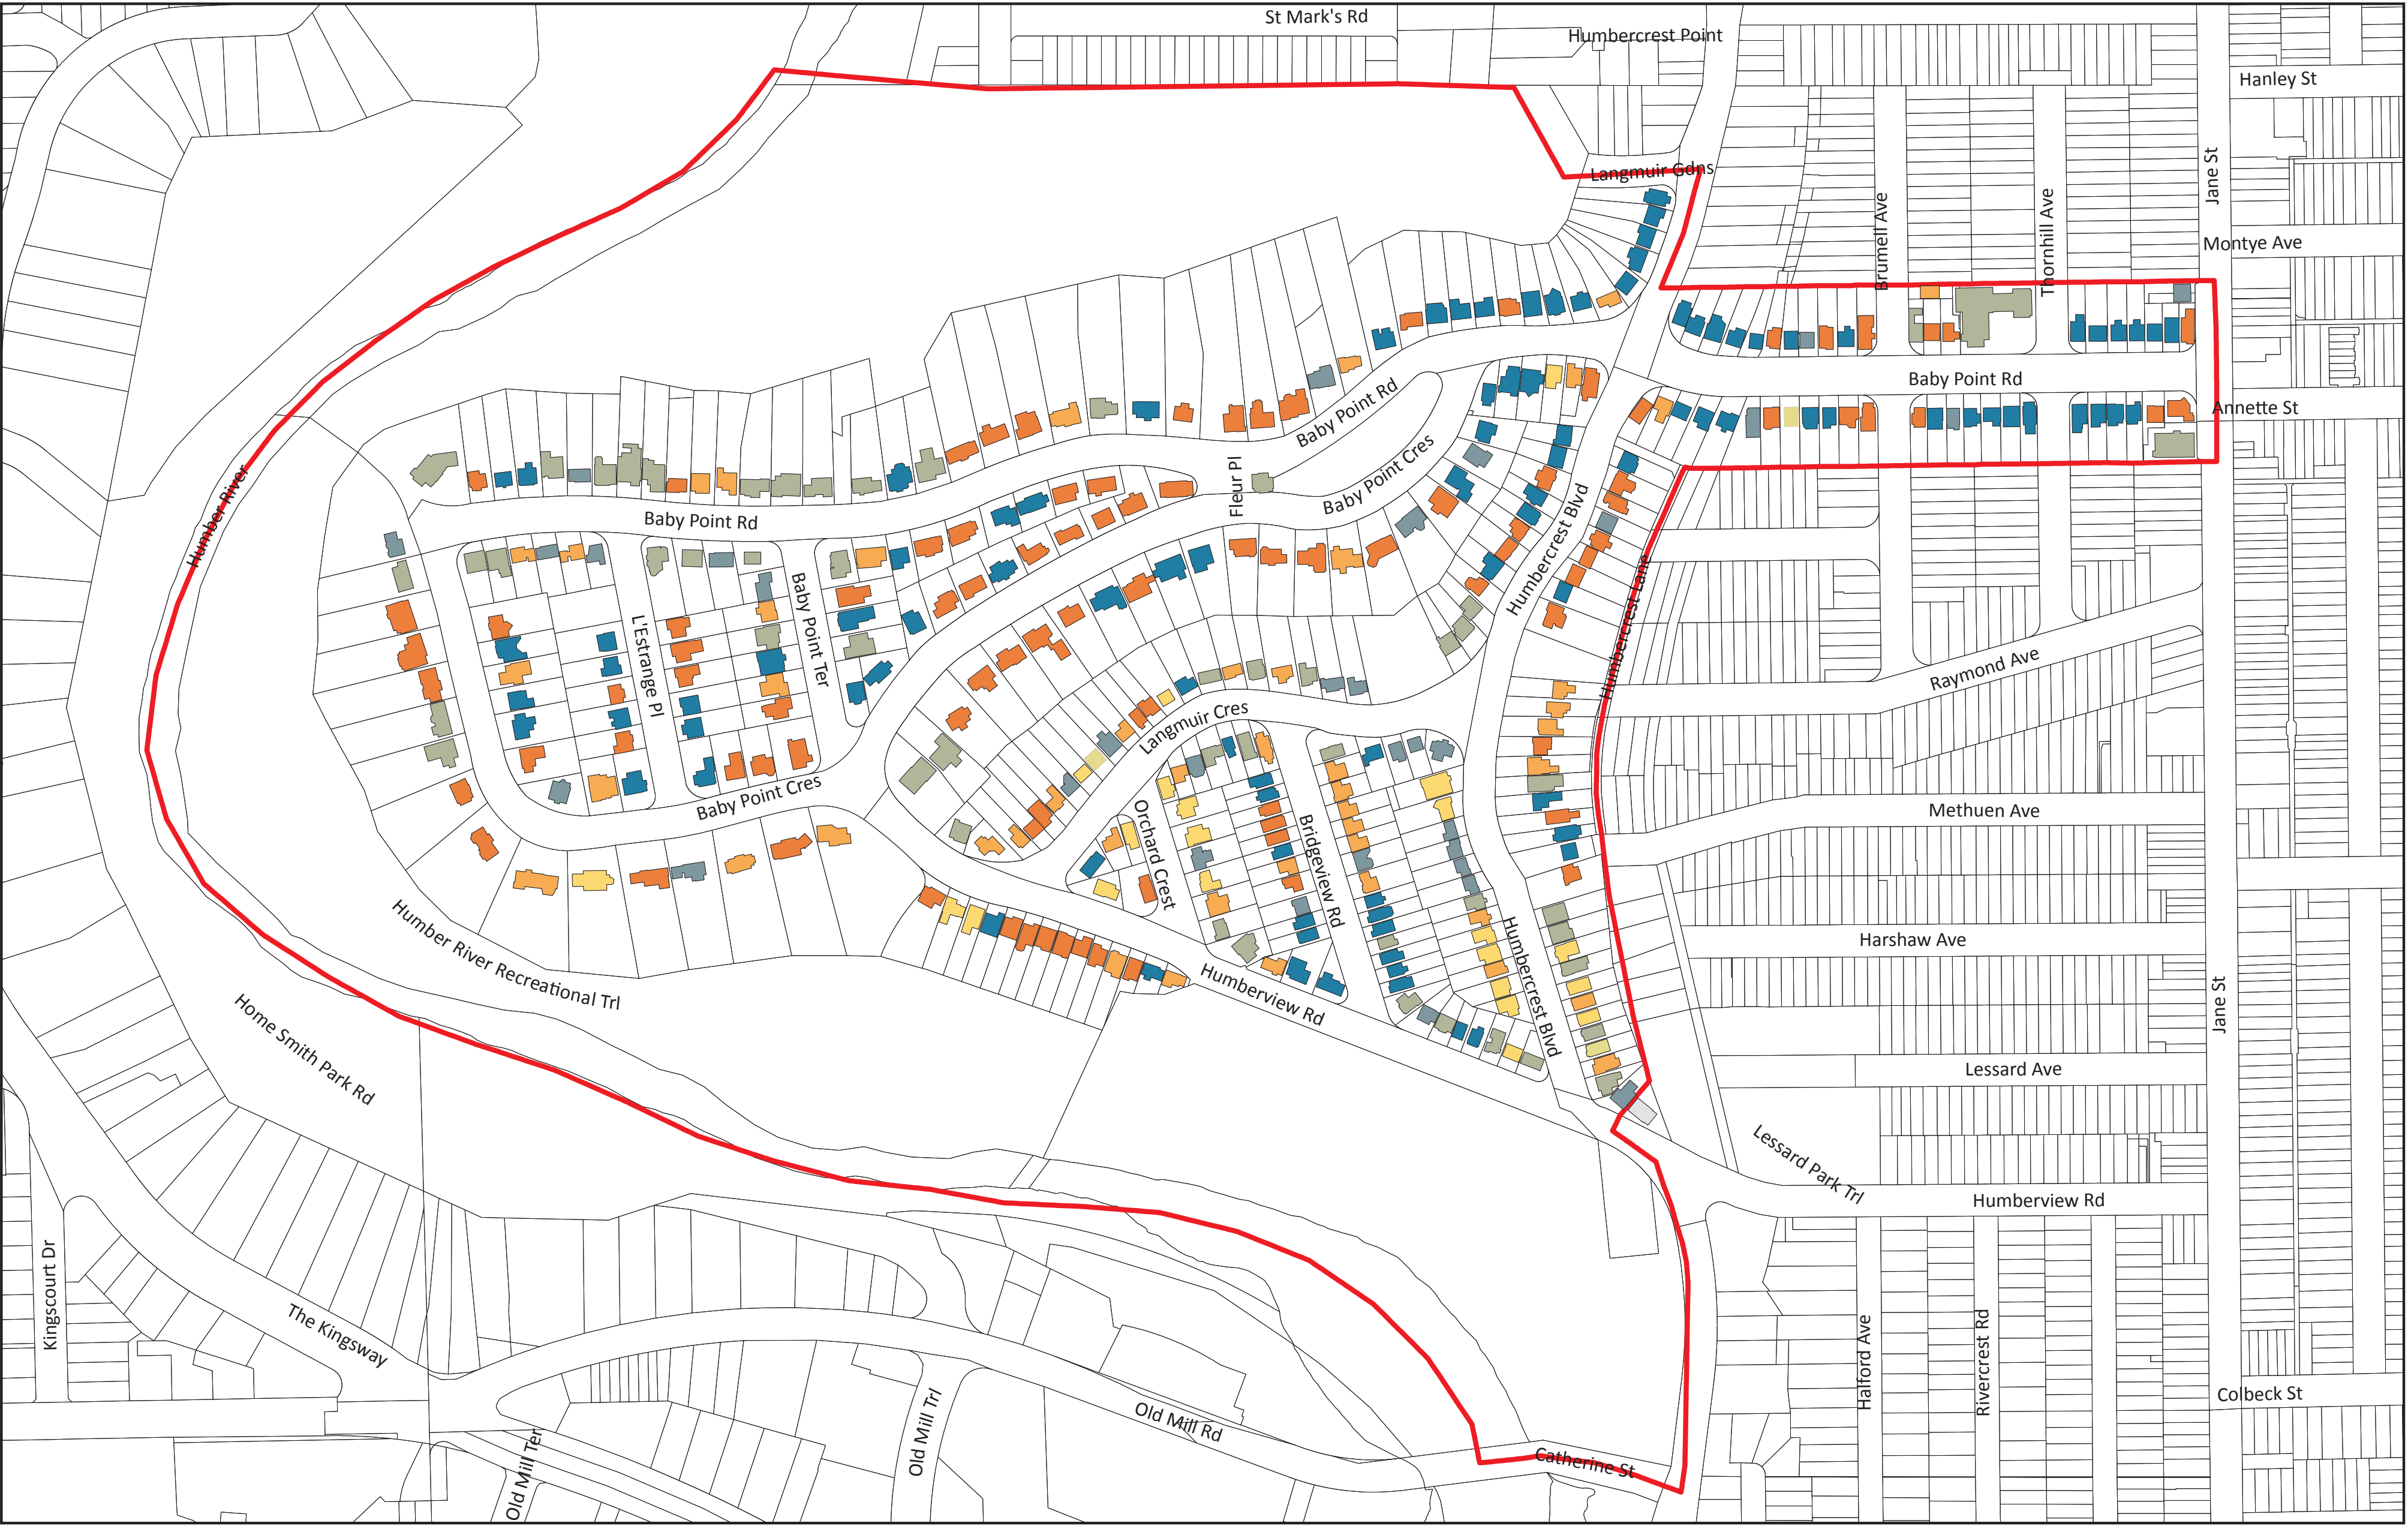 St Mark's Rd
Humbercrest Point
Hanley St
Langmuir Gdns
Jane St
Brumell Ave
Thornhill Ave
Montye Ave
Baby Point Rd
Annette St
Baby Point Rd
Baby Point Cres
Fleur Pl
Humber River
Baby Point Rd
Humbercrest Blvd
Humbercrest Lane
L'Estrange Pl
Baby Point Ter
Raymond Ave
Langmuir Cres
Baby Point Cres
Orchard Crest
Bridgeview Rd
Methuen Ave
Humber River Recreational Trl
Humbercrest Blvd
Harshaw Ave
Humberview Rd
Home Smith Park Rd
Jane St
Lessard Ave
Lessard Park Trl
Humberview Rd
Kingscourt Dr
The Kingsway
Halford Ave
Rivercrest Rd
Colbeck St
Old Mill Trl
Old Mill Rd
Old Mill Ter
Catherine St